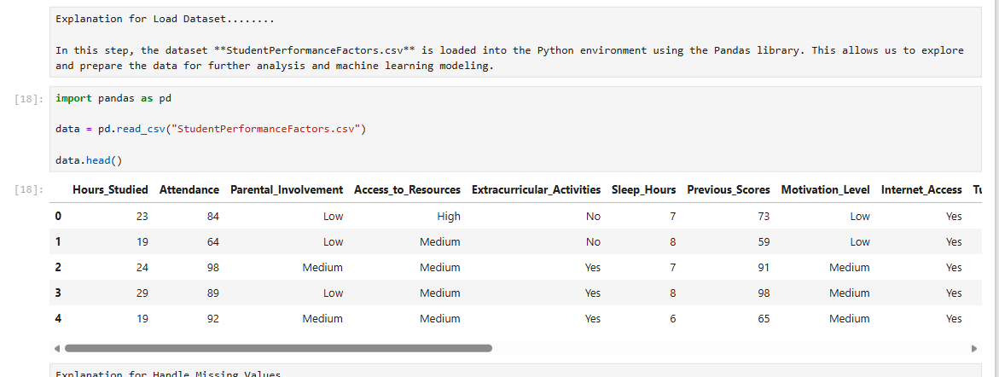 Explanation for Load Dataset........
In this step, the dataset **StudentPerformanceFactors.csv** is loaded into the Python environment using the Pandas library. This allows us to explore
and prepare the data for further analysis and machine learning modeling.
[18]: import pandas as pd
data = pd.read_csv("StudentPerformanceFactors.csv")
data.head()
[18]: Hours_Studied Attendance Parental_Involvement Access_to_Resources Extracurricular_Activities Sleep_Hours Previous_Scores Motivation_Level Internet_Access
0 23 84 Low High No 7 73 Low Yes
1 19 64 Low Medium No 8 59 Low Yes
2 24 98 Medium Medium Yes 7 91 Medium Yes
3 29 89 Low Medium Yes 8 98 Medium Yes
4 19 92 Medium Medium Yes 6 65 Medium Yes
Explanation for Handle Missing Values